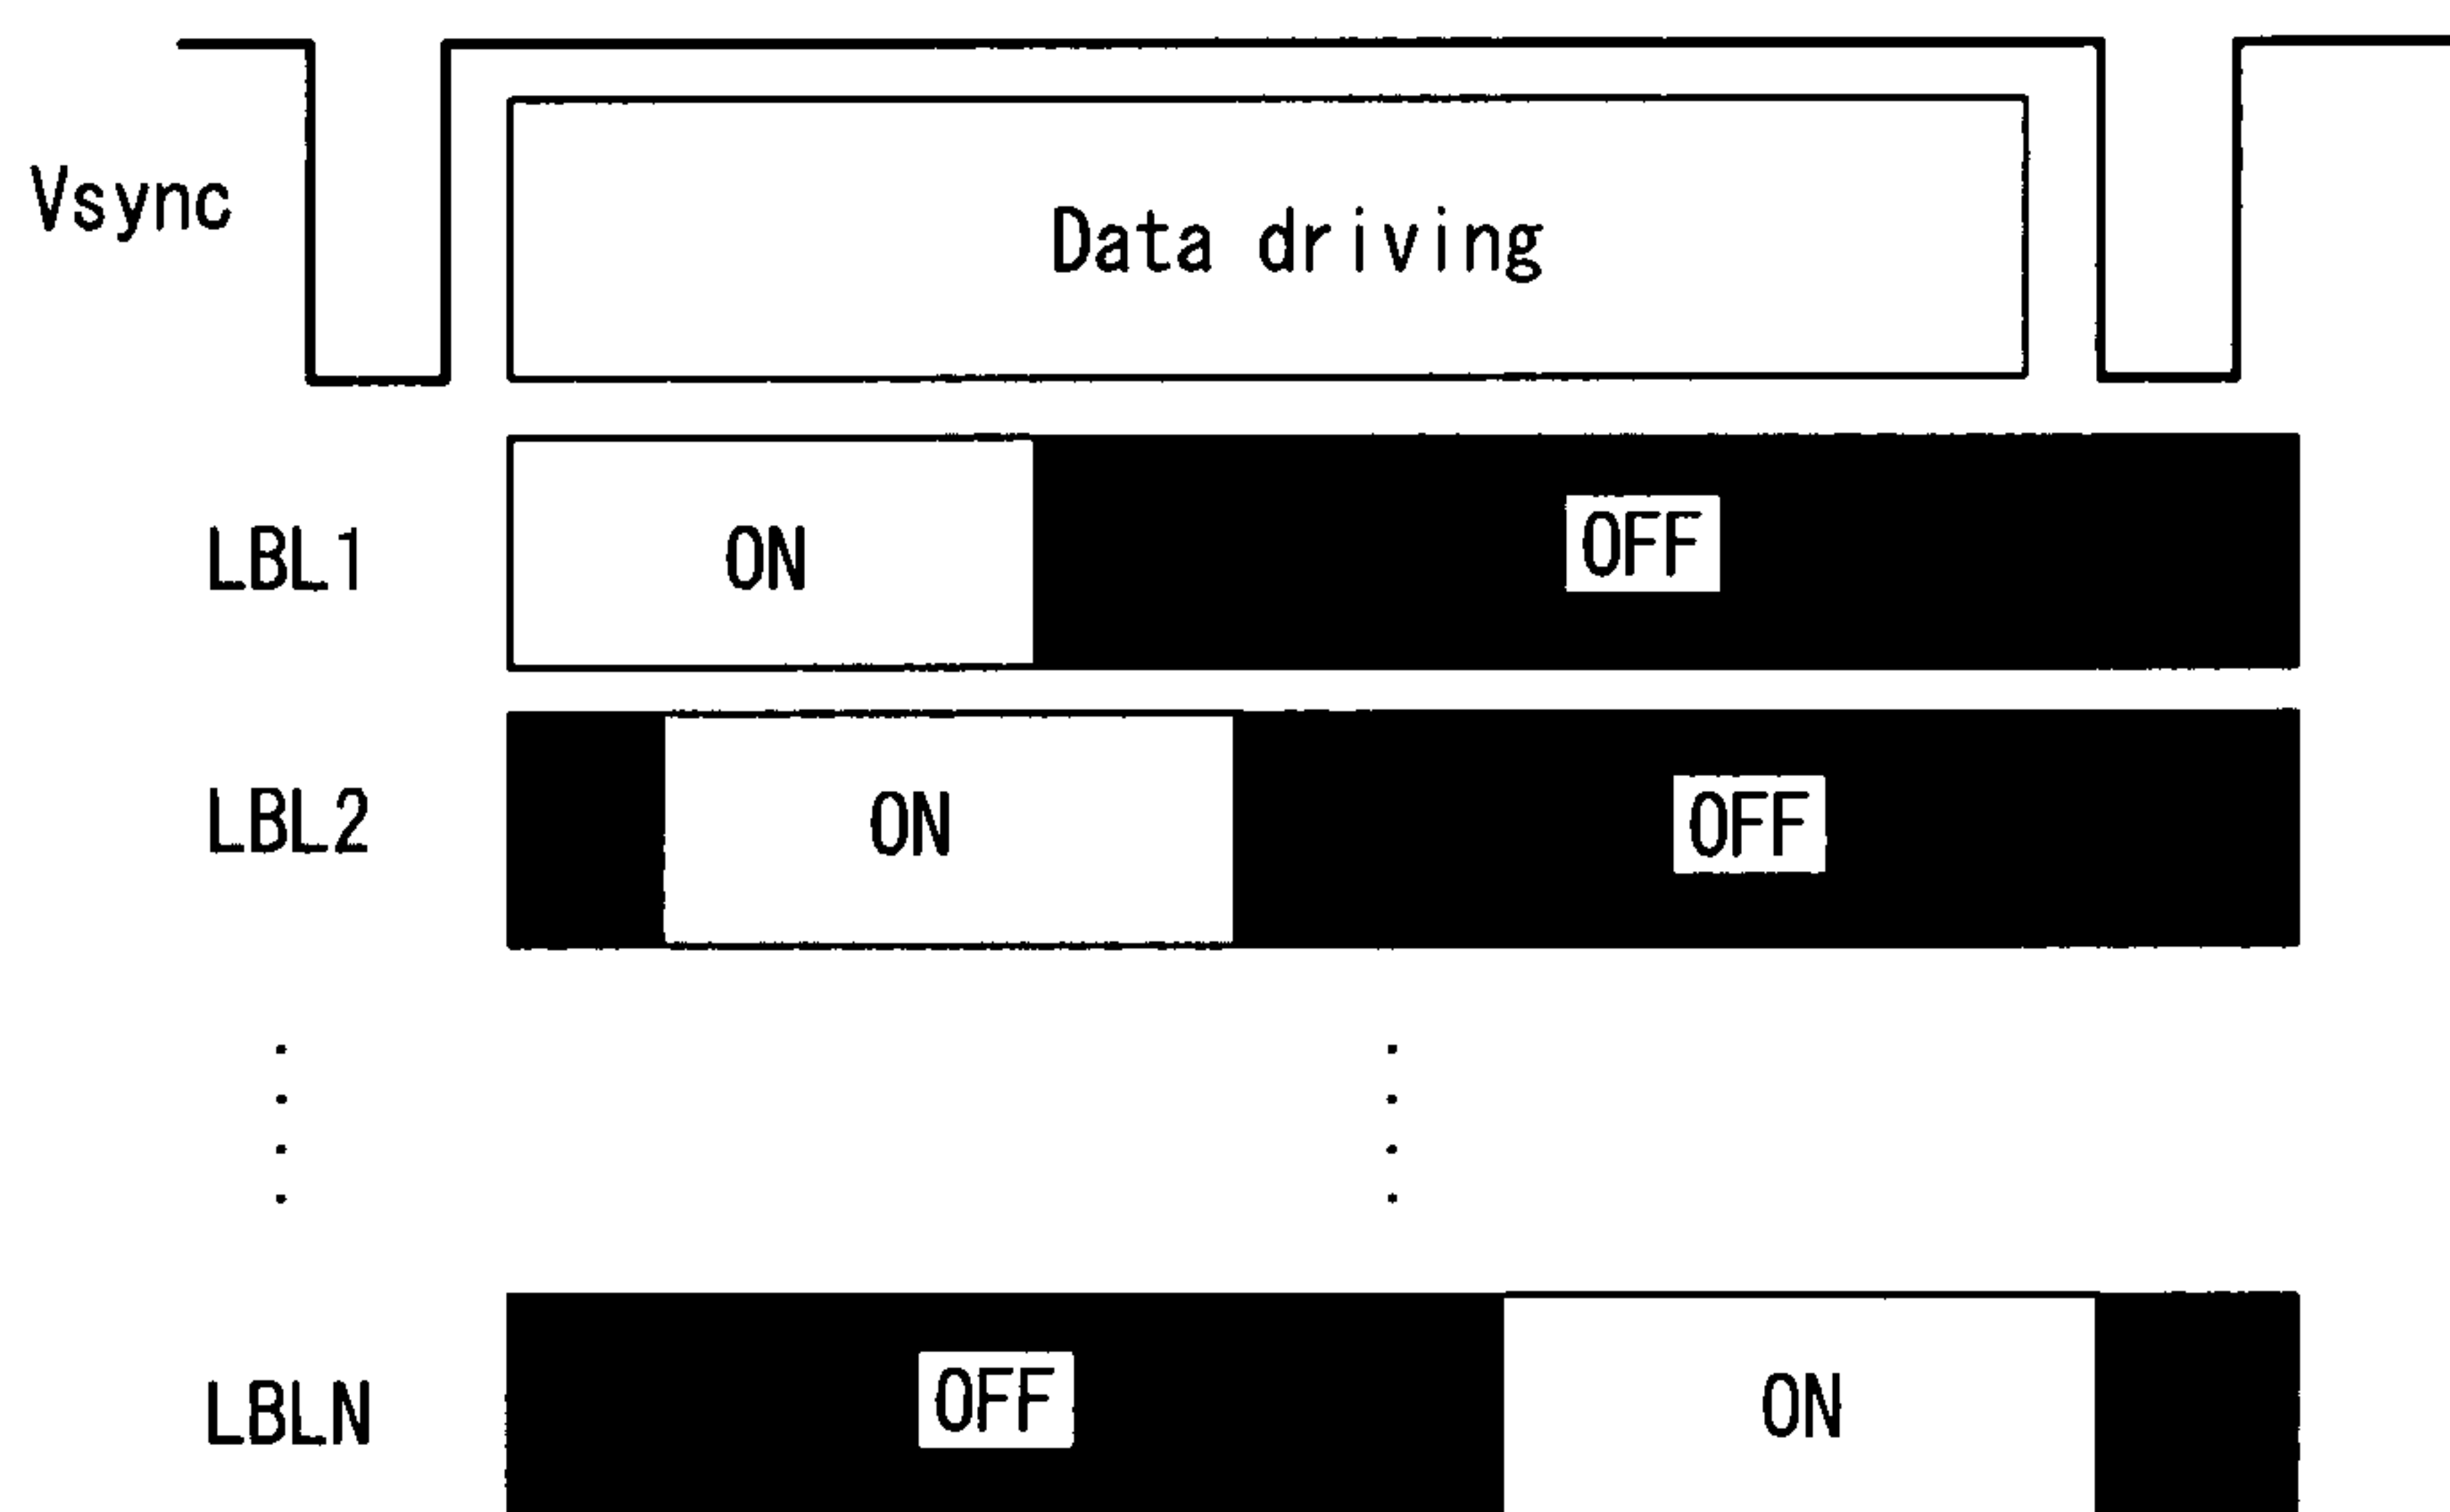 Vsync
Data driving
LBL1 ON OFF
LBL2 ON OFF
LBLN OFF ON